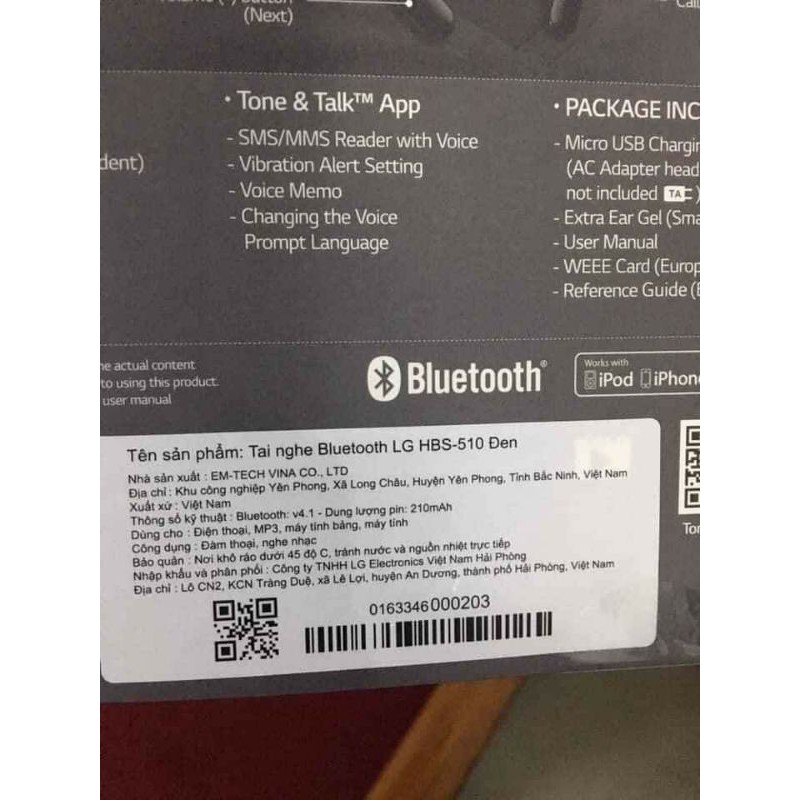 (Next)
Call
dent)
• Tone & Talk™ App
- SMS/MMS Reader with Voice
- Vibration Alert Setting
- Voice Memo
- Changing the Voice
Prompt Language
• PACKAGE INC
- Micro USB Chargin
(AC Adapter head
not included TA )
- Extra Ear Gel (Sma
- User Manual
- WEEE Card (Europ
- Reference Guide (E
he actual content
to using this product.
user manual
Bluetooth®
Works with
iPod iPhone
Tên sản phẩm: Tai nghe Bluetooth LG HBS-510 Đen
Nhà sản xuất : EM-TECH VINA CO., LTD
Địa chỉ : Khu công nghiệp Yên Phong, Xã Long Châu, Huyện Yên Phong, Tỉnh Bắc Ninh, Việt Nam
Xuất xứ : Việt Nam
Thông số kỹ thuật : Bluetooth: v4.1 - Dung lượng pin: 210mAh
Dùng cho : Điện thoại, MP3, máy tính bảng, máy tính
Công dụng : Đàm thoại, nghe nhạc
Bảo quản : Nơi khô ráo dưới 45 độ C, tránh nước và nguồn nhiệt trực tiếp
Nhập khẩu và phân phối : Công ty TNHH LG Electronics Việt Nam Hải Phòng
Địa chỉ : Lô CN2, KCN Tràng Duệ, xã Lê Lợi, huyện An Dương, thành phố Hải Phòng, Việt Nam
0163346000203
Ton